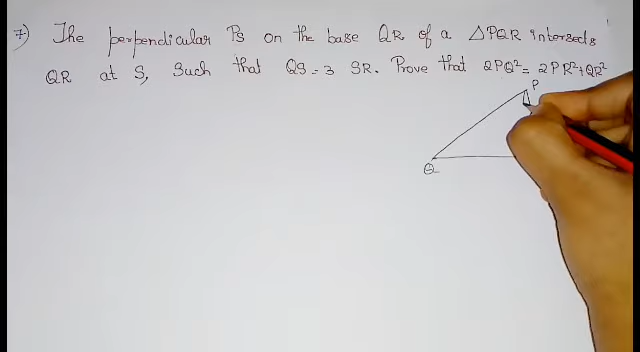 7) The perpendicular PS on the base QR of a △PQR intersects
QR at S, Such that QS = 3 SR. Prove that 2PQ² = 2PR² + QR²
P
Q